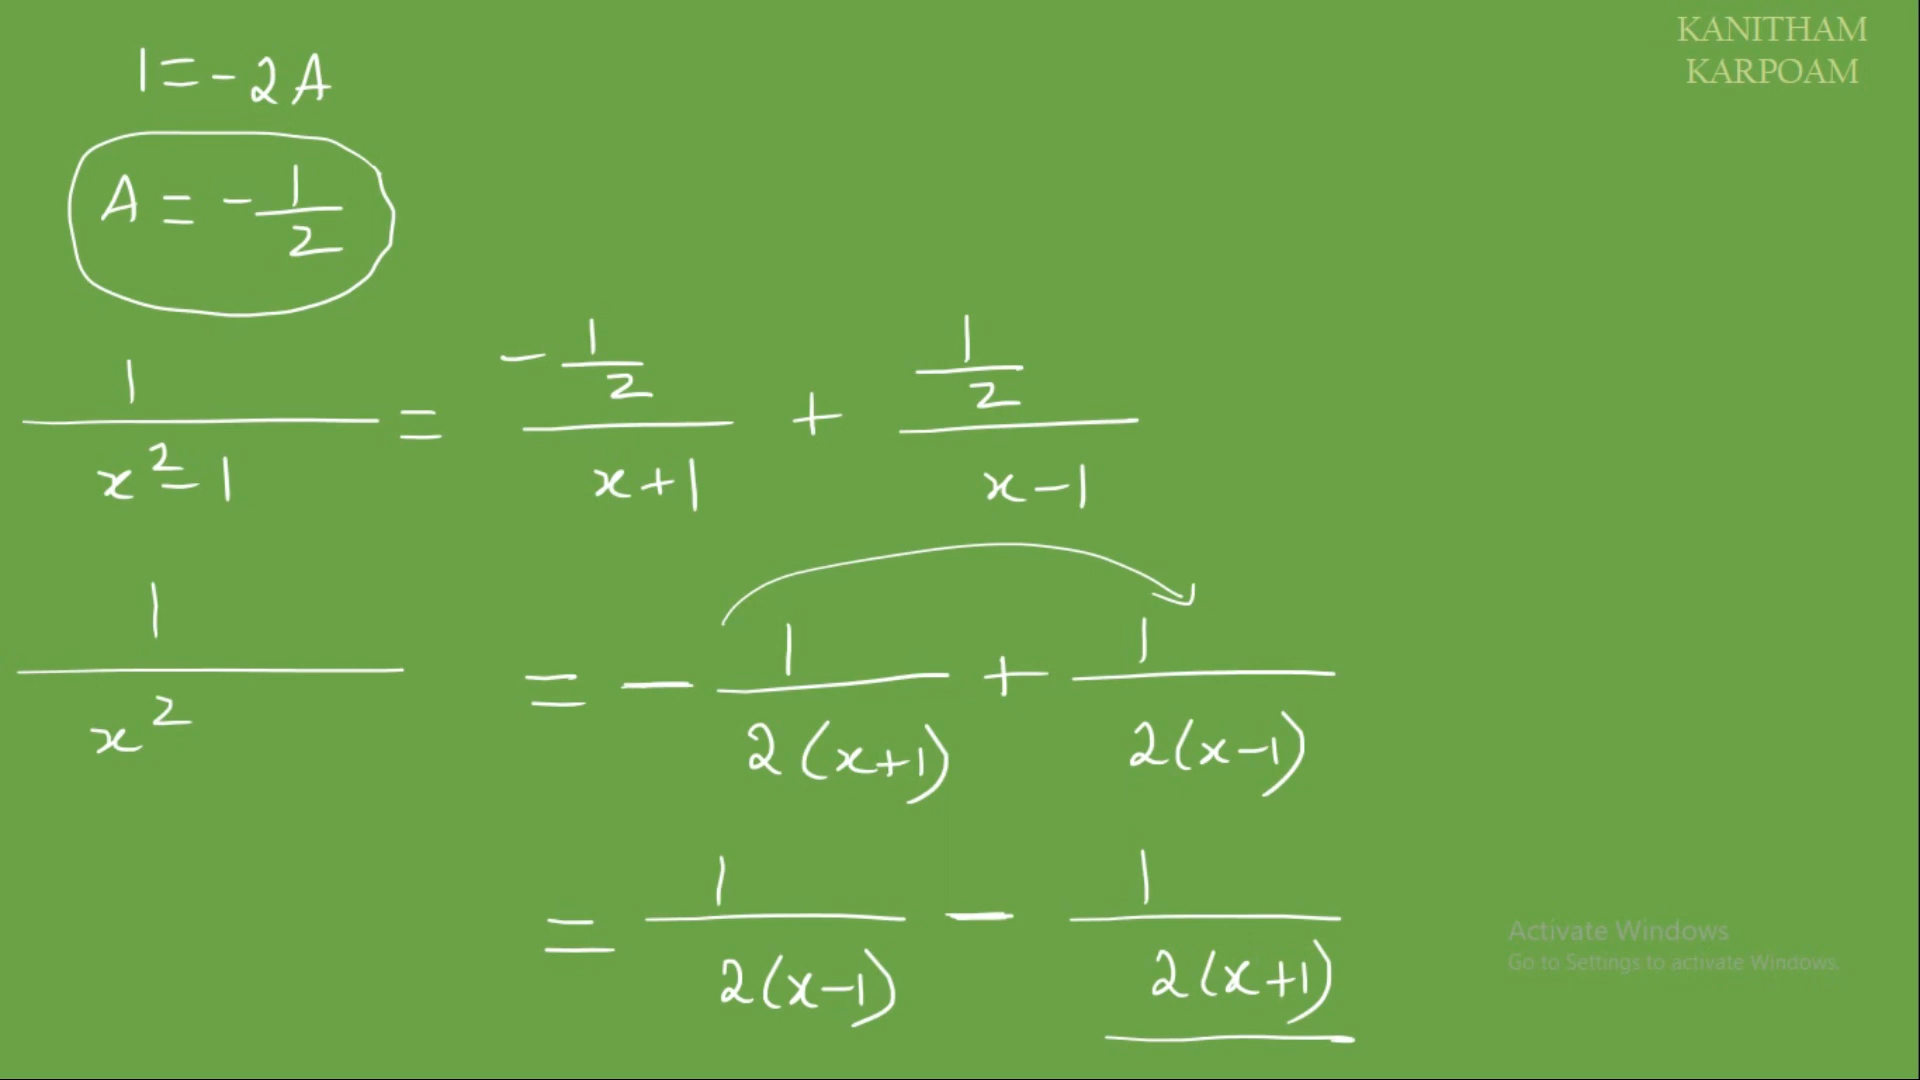 KANITHAM
KARPOAM
1 = -2A
A = -1/2
1/(x²-1) = (-1/2)/(x+1) + (1/2)/(x-1)
1/x² = - 1/(2(x+1)) + 1/(2(x-1))
= 1/(2(x-1)) - 1/(2(x+1))
Activate Windows
Go to Settings to activate Windows.